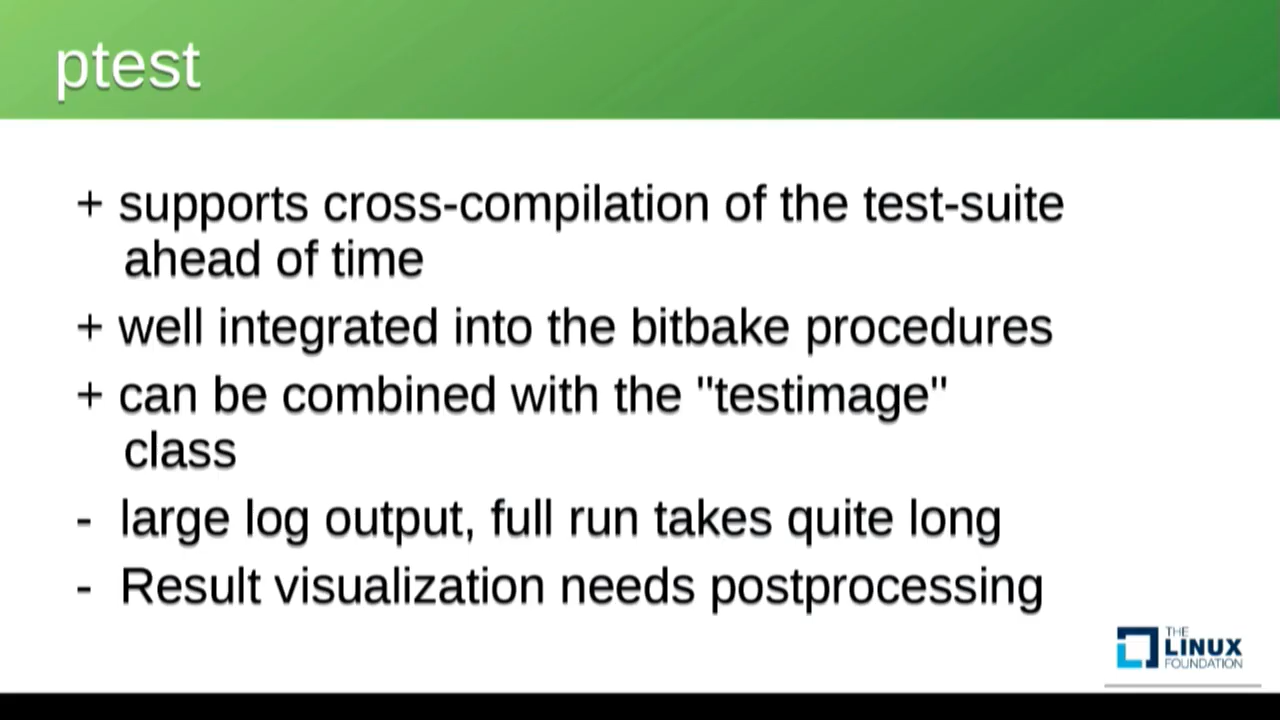 ptest
+ supports cross-compilation of the test-suite
ahead of time
+ well integrated into the bitbake procedures
+ can be combined with the "testimage"
class
- large log output, full run takes quite long
- Result visualization needs postprocessing
THE
LINUX
FOUNDATION